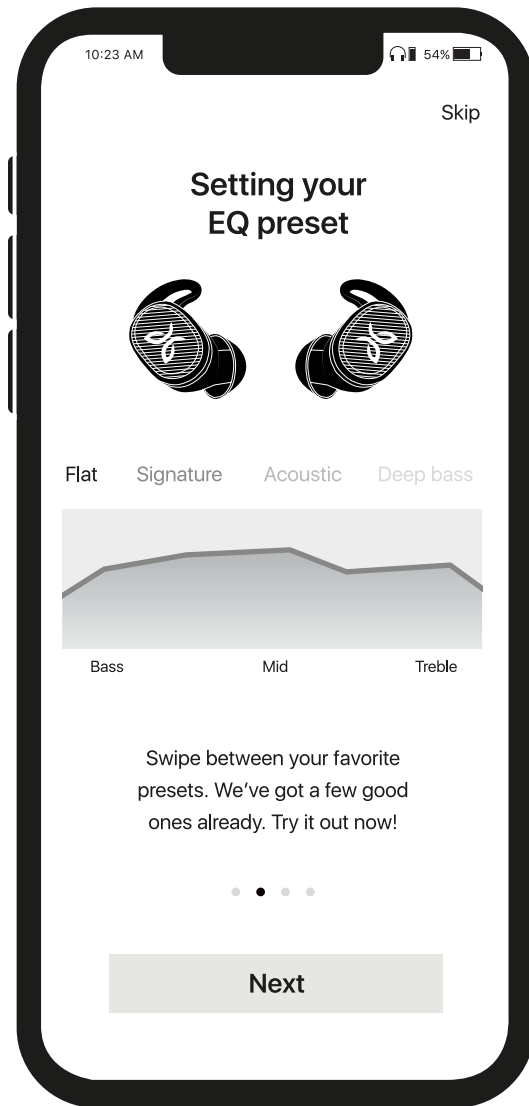 10:23 AM 54%
Skip
Setting your
EQ preset
Flat Signature Acoustic Deep bass
Bass Mid Treble
Swipe between your favorite
presets. We’ve got a few good
ones already. Try it out now!
Next